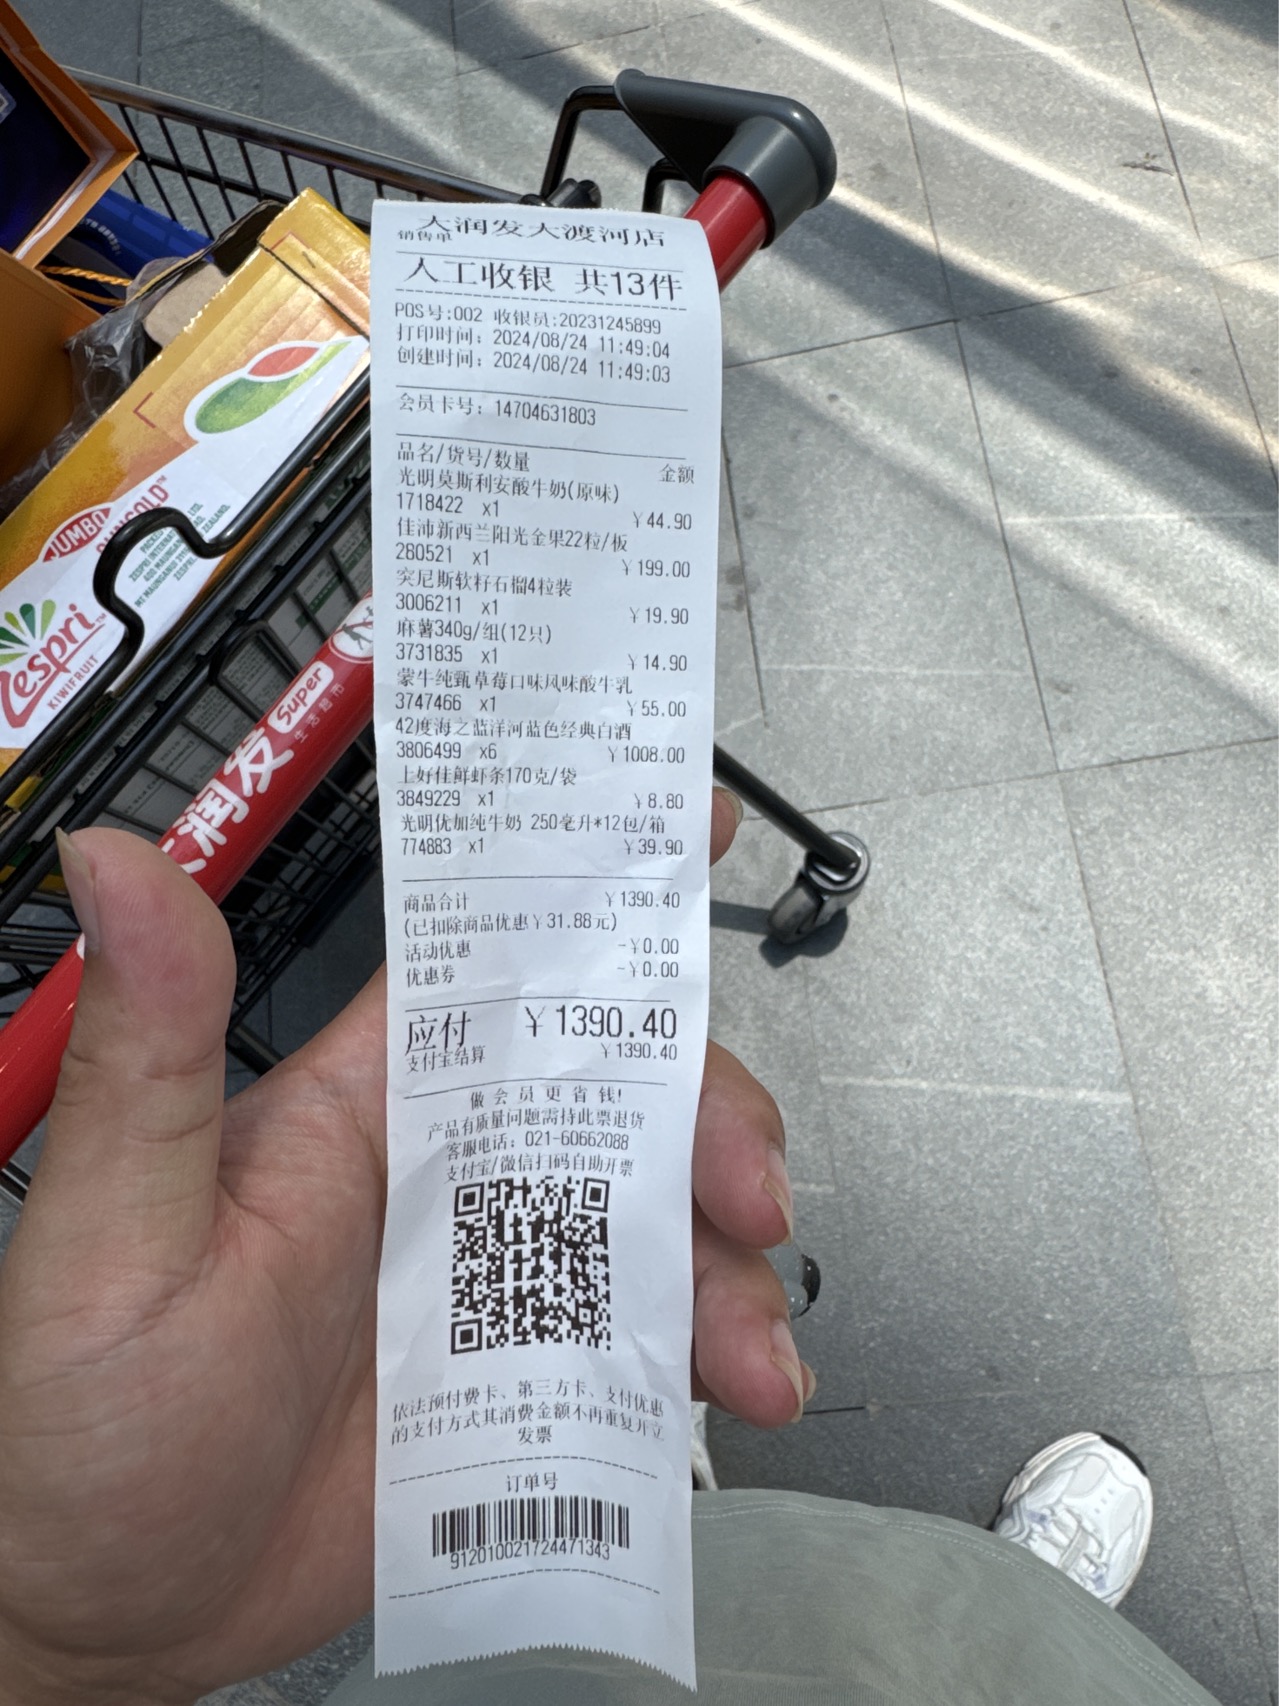 大润发大渡河店
销售单
人工收银 共13件
POS号:002 收银员:20231245899
打印时间: 2024/08/24 11:49:04
创建时间: 2024/08/24 11:49:03
会员卡号: 14704631803
品名/货号/数量 金额
光明莫斯利安酸牛奶(原味)
1718422 x1 ¥44.90
佳沛新西兰阳光金果22粒/板
280521 x1 ¥199.00
突尼斯软籽石榴4粒装
3006211 x1 ¥19.90
麻薯340g/组(12只)
3731835 x1 ¥14.90
蒙牛纯甄草莓口味风味酸牛乳
3747466 x1 ¥55.00
42度海之蓝洋河蓝色经典白酒
3806499 x6 ¥1008.00
上好佳鲜虾条170克/袋
3849229 x1 ¥8.80
光明优加纯牛奶 250毫升*12包/箱
774883 x1 ¥39.90
商品合计 ¥1390.40
(已扣除商品优惠¥31.88元)
活动优惠 -¥0.00
优惠券 -¥0.00
应付 ¥1390.40
支付宝结算 ¥1390.40
做会员更省钱!
产品有质量问题需持此票退货
客服电话: 021-60662088
支付宝/微信扫码自助开票
依法预付费卡、第三方卡、支付优惠
的支付方式其消费金额不再重复开立
发票
订单号
912010021724471343
JUMBO
SUNGOLD™
Zespri™
KIWIFRUIT
润发 Super
生活超市